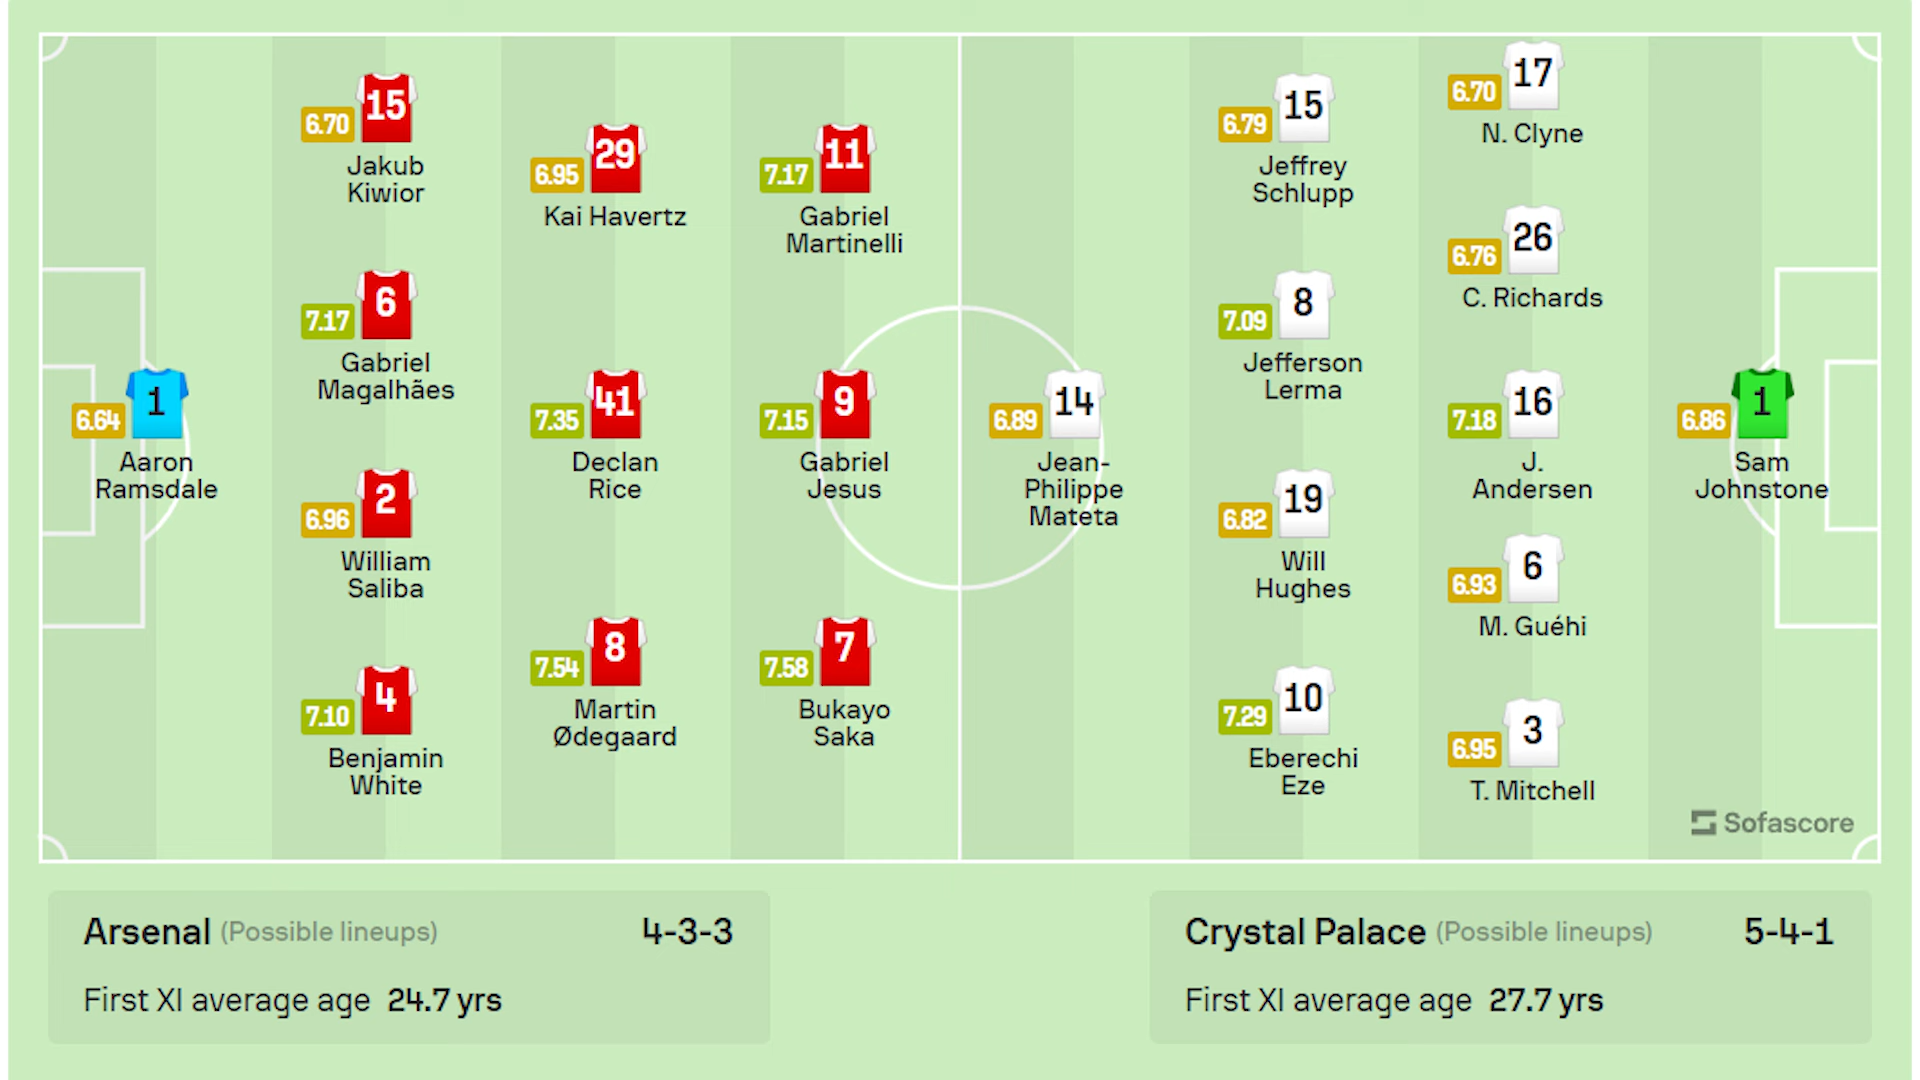 15
6.70
Jakub
Kiwior
6
7.17
Gabriel
Magalhães
1
6.64
Aaron
Ramsdale
2
6.96
William
Saliba
4
7.10
Benjamin
White
29
6.95
Kai Havertz
41
7.35
Declan
Rice
8
7.54
Martin
Ødegaard
11
7.17
Gabriel
Martinelli
9
7.15
Gabriel
Jesus
7
7.58
Bukayo
Saka
14
6.89
Jean-
Philippe
Mateta
15
6.79
Jeffrey
Schlupp
8
7.09
Jefferson
Lerma
19
6.82
Will
Hughes
10
7.29
Eberechi
Eze
17
6.70
N. Clyne
26
6.76
C. Richards
16
7.18
J.
Andersen
6
6.93
M. Guéhi
3
6.95
T. Mitchell
1
6.86
Sam
Johnstone
Sofascore
Arsenal (Possible lineups) 4-3-3
First XI average age 24.7 yrs
Crystal Palace (Possible lineups) 5-4-1
First XI average age 27.7 yrs